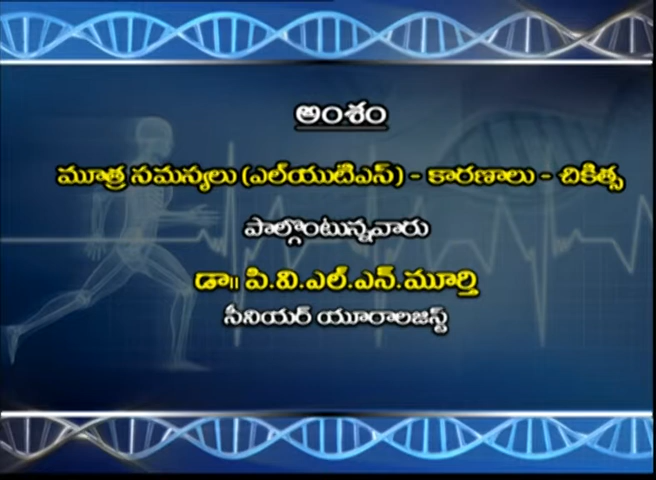 అంశం
మూత్ర సమస్యలు (ఎల్‌యుటిఎస్) - కారణాలు - చికిత్స
పాల్గొంటున్నవారు
డా॥ పి.వి.ఎల్.ఎన్.మూర్తి
సీనియర్ యూరాలజిస్ట్